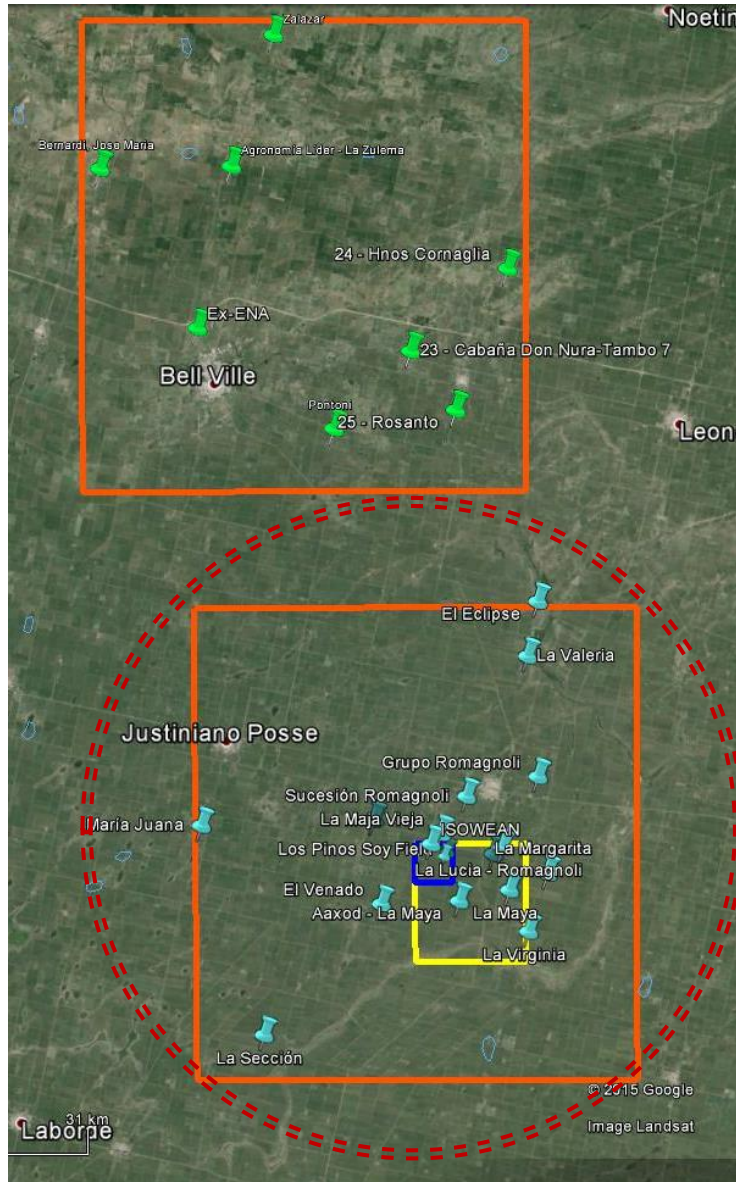 Zalazar
Noetin
Bernardi, Jose Maria
Agronomía Lider - La Zulema
24 - Hnos Cornaglia
Ex-ENA
23 - Cabaña Don Nura-Tambo 7
Bell Ville
Pontoni
25 - Rosanto
Leon
El Eclipse
La Valeria
Justiniano Posse
Grupo Romagnoli
Sucesión Romagnoli
La Maja Vieja
ISOWEAN
María Juana
Los Pinos Soy Field
La Margarita
La Lucia - Romagnoli
El Venado
Aaxod - La Maya
La Maya
La Virginia
La Sección
© 2015 Google
31 km
Laborde
Image Landsat